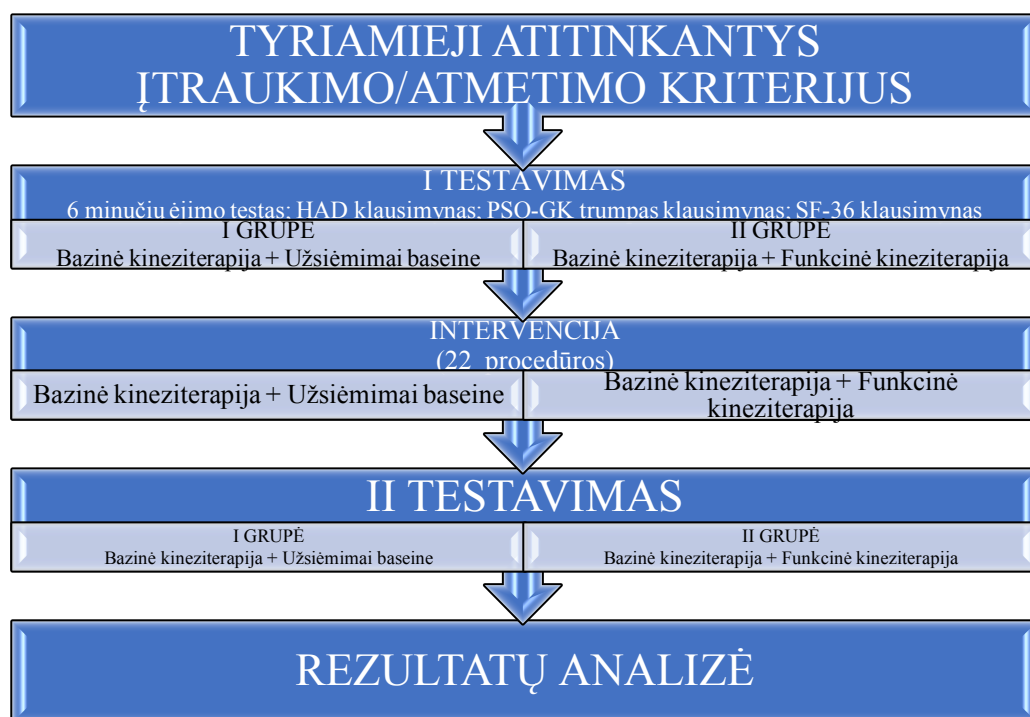 TYRIAMIEJI ATITINKANTYS
ĮTRAUKIMO/ATMETIMO KRITERIJUS
I TESTAVIMAS
6 minučių ėjimo testas; HAD klausimynas; PSO-GK trumpas klausimynas; SF-36 klausimynas
I GRUPĖ
Bazinė kineziterapija + Užsiėmimai baseine
II GRUPĖ
Bazinė kineziterapija + Funkcinė kineziterapija
INTERVENCIJA
(22 procedūros)
Bazinė kineziterapija + Užsiėmimai baseine
Bazinė kineziterapija + Funkcinė
kineziterapija
II TESTAVIMAS
I GRUPĖ
Bazinė kineziterapija + Užsiėmimai baseine
II GRUPĖ
Bazinė kineziterapija + Funkcinė kineziterapija
REZULTATŲ ANALIZĖ